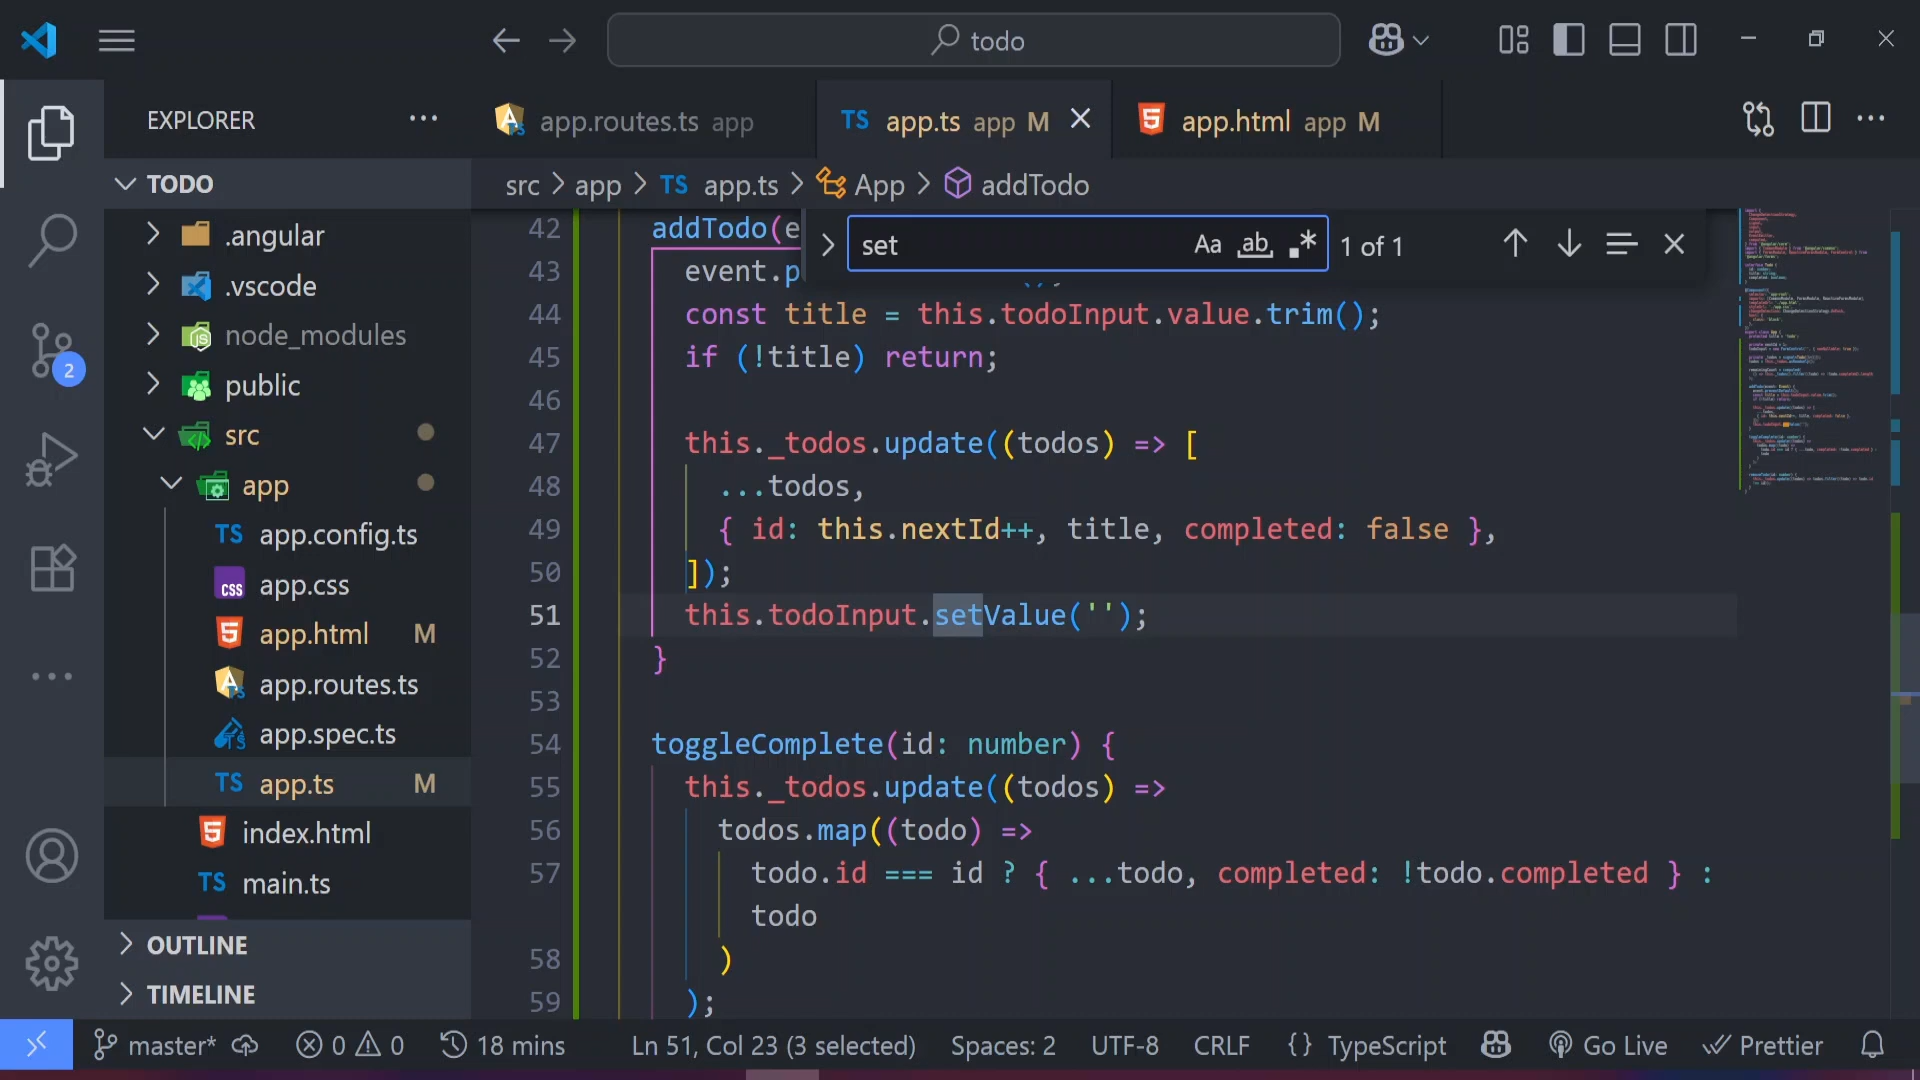 todo
EXPLORER
app.routes.ts app
TS app.ts app M
app.html app M
TODO
src > app > TS app.ts > App > addTodo
.angular
.vscode
node_modules
public
src
app
TS app.config.ts
css app.css
app.html M
app.routes.ts
TS app.spec.ts
TS app.ts M
index.html
TS main.ts
OUTLINE
TIMELINE
2
set
Aa ab .* 1 of 1
42 addTodo(e
43 event.p
44 const title = this.todoInput.value.trim();
45 if (!title) return;
46
47 this._todos.update((todos) => [
48 ...todos,
49 { id: this.nextId++, title, completed: false },
50 ]);
51 this.todoInput.setValue('');
52 }
53
54 toggleComplete(id: number) {
55 this._todos.update((todos) =>
56 todos.map((todo) =>
57 todo.id === id ? { ...todo, completed: !todo.completed } :
todo
58 )
59 );
master* 0 0 18 mins Ln 51, Col 23 (3 selected) Spaces: 2 UTF-8 CRLF {} TypeScript Go Live Prettier